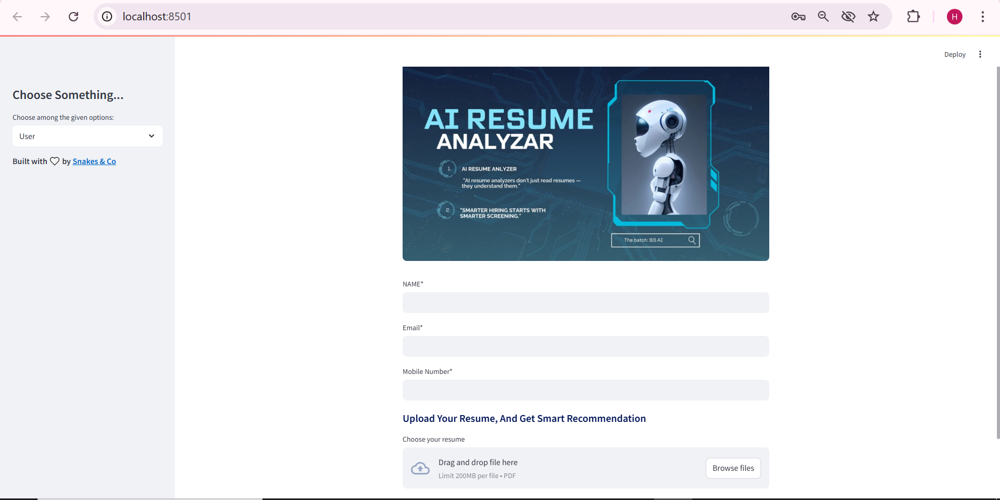 localhost:8501
H
Deploy
Choose Something...
Choose among the given options:
User
Built with by Snakes & Co
AI RESUME
ANALYZAR
1.
AI RESUME ANLYZER
"AI resume analyzers don't just read resumes —
they understand them."
2.
"SMARTER HIRING STARTS WITH
SMARTER SCREENING."
The batch: BS AI
NAME*
Email*
Mobile Number*
Upload Your Resume, And Get Smart Recommendation
Choose your resume
Drag and drop file here
Limit 200MB per file • PDF
Browse files